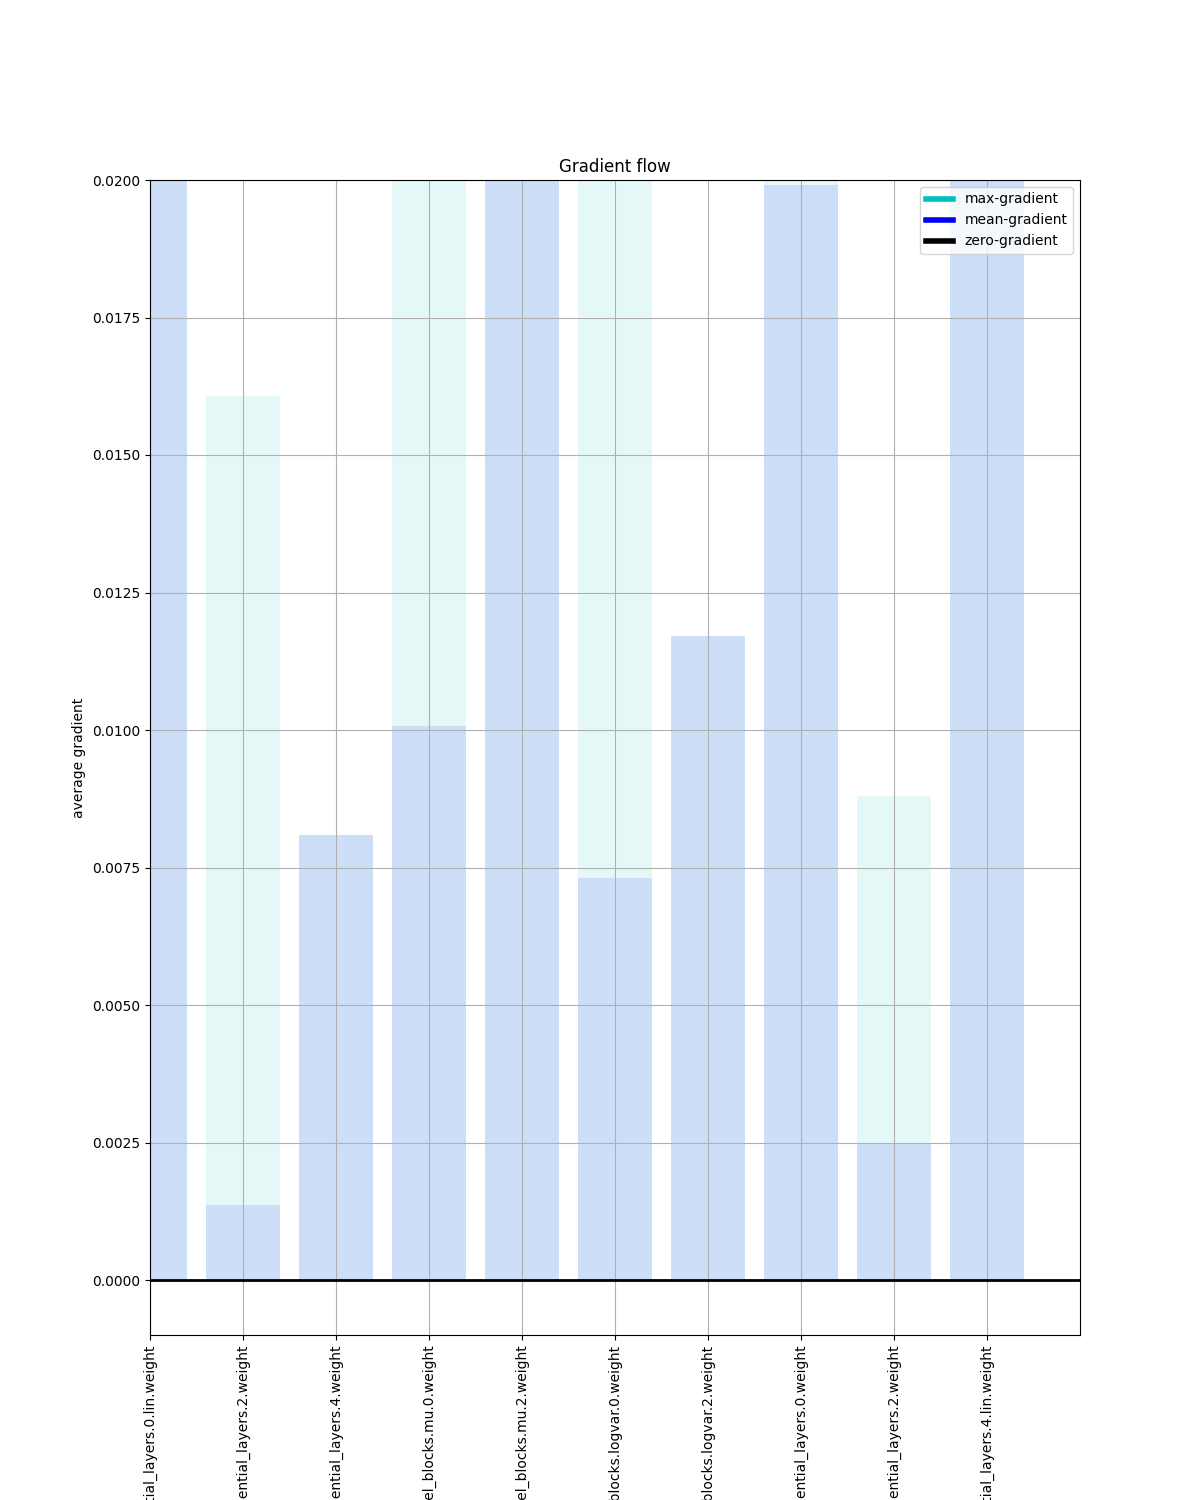 Gradient flow
max-gradient
mean-gradient
zero-gradient
0.0200
0.0175
0.0150
0.0125
0.0100
0.0075
0.0050
0.0025
0.0000
average gradient
tial_layers.0.lin.weight
ential_layers.2.weight
ential_layers.4.weight
el_blocks.mu.0.weight
el_blocks.mu.2.weight
blocks.logvar.0.weight
blocks.logvar.2.weight
ential_layers.0.weight
ential_layers.2.weight
tial_layers.4.lin.weight